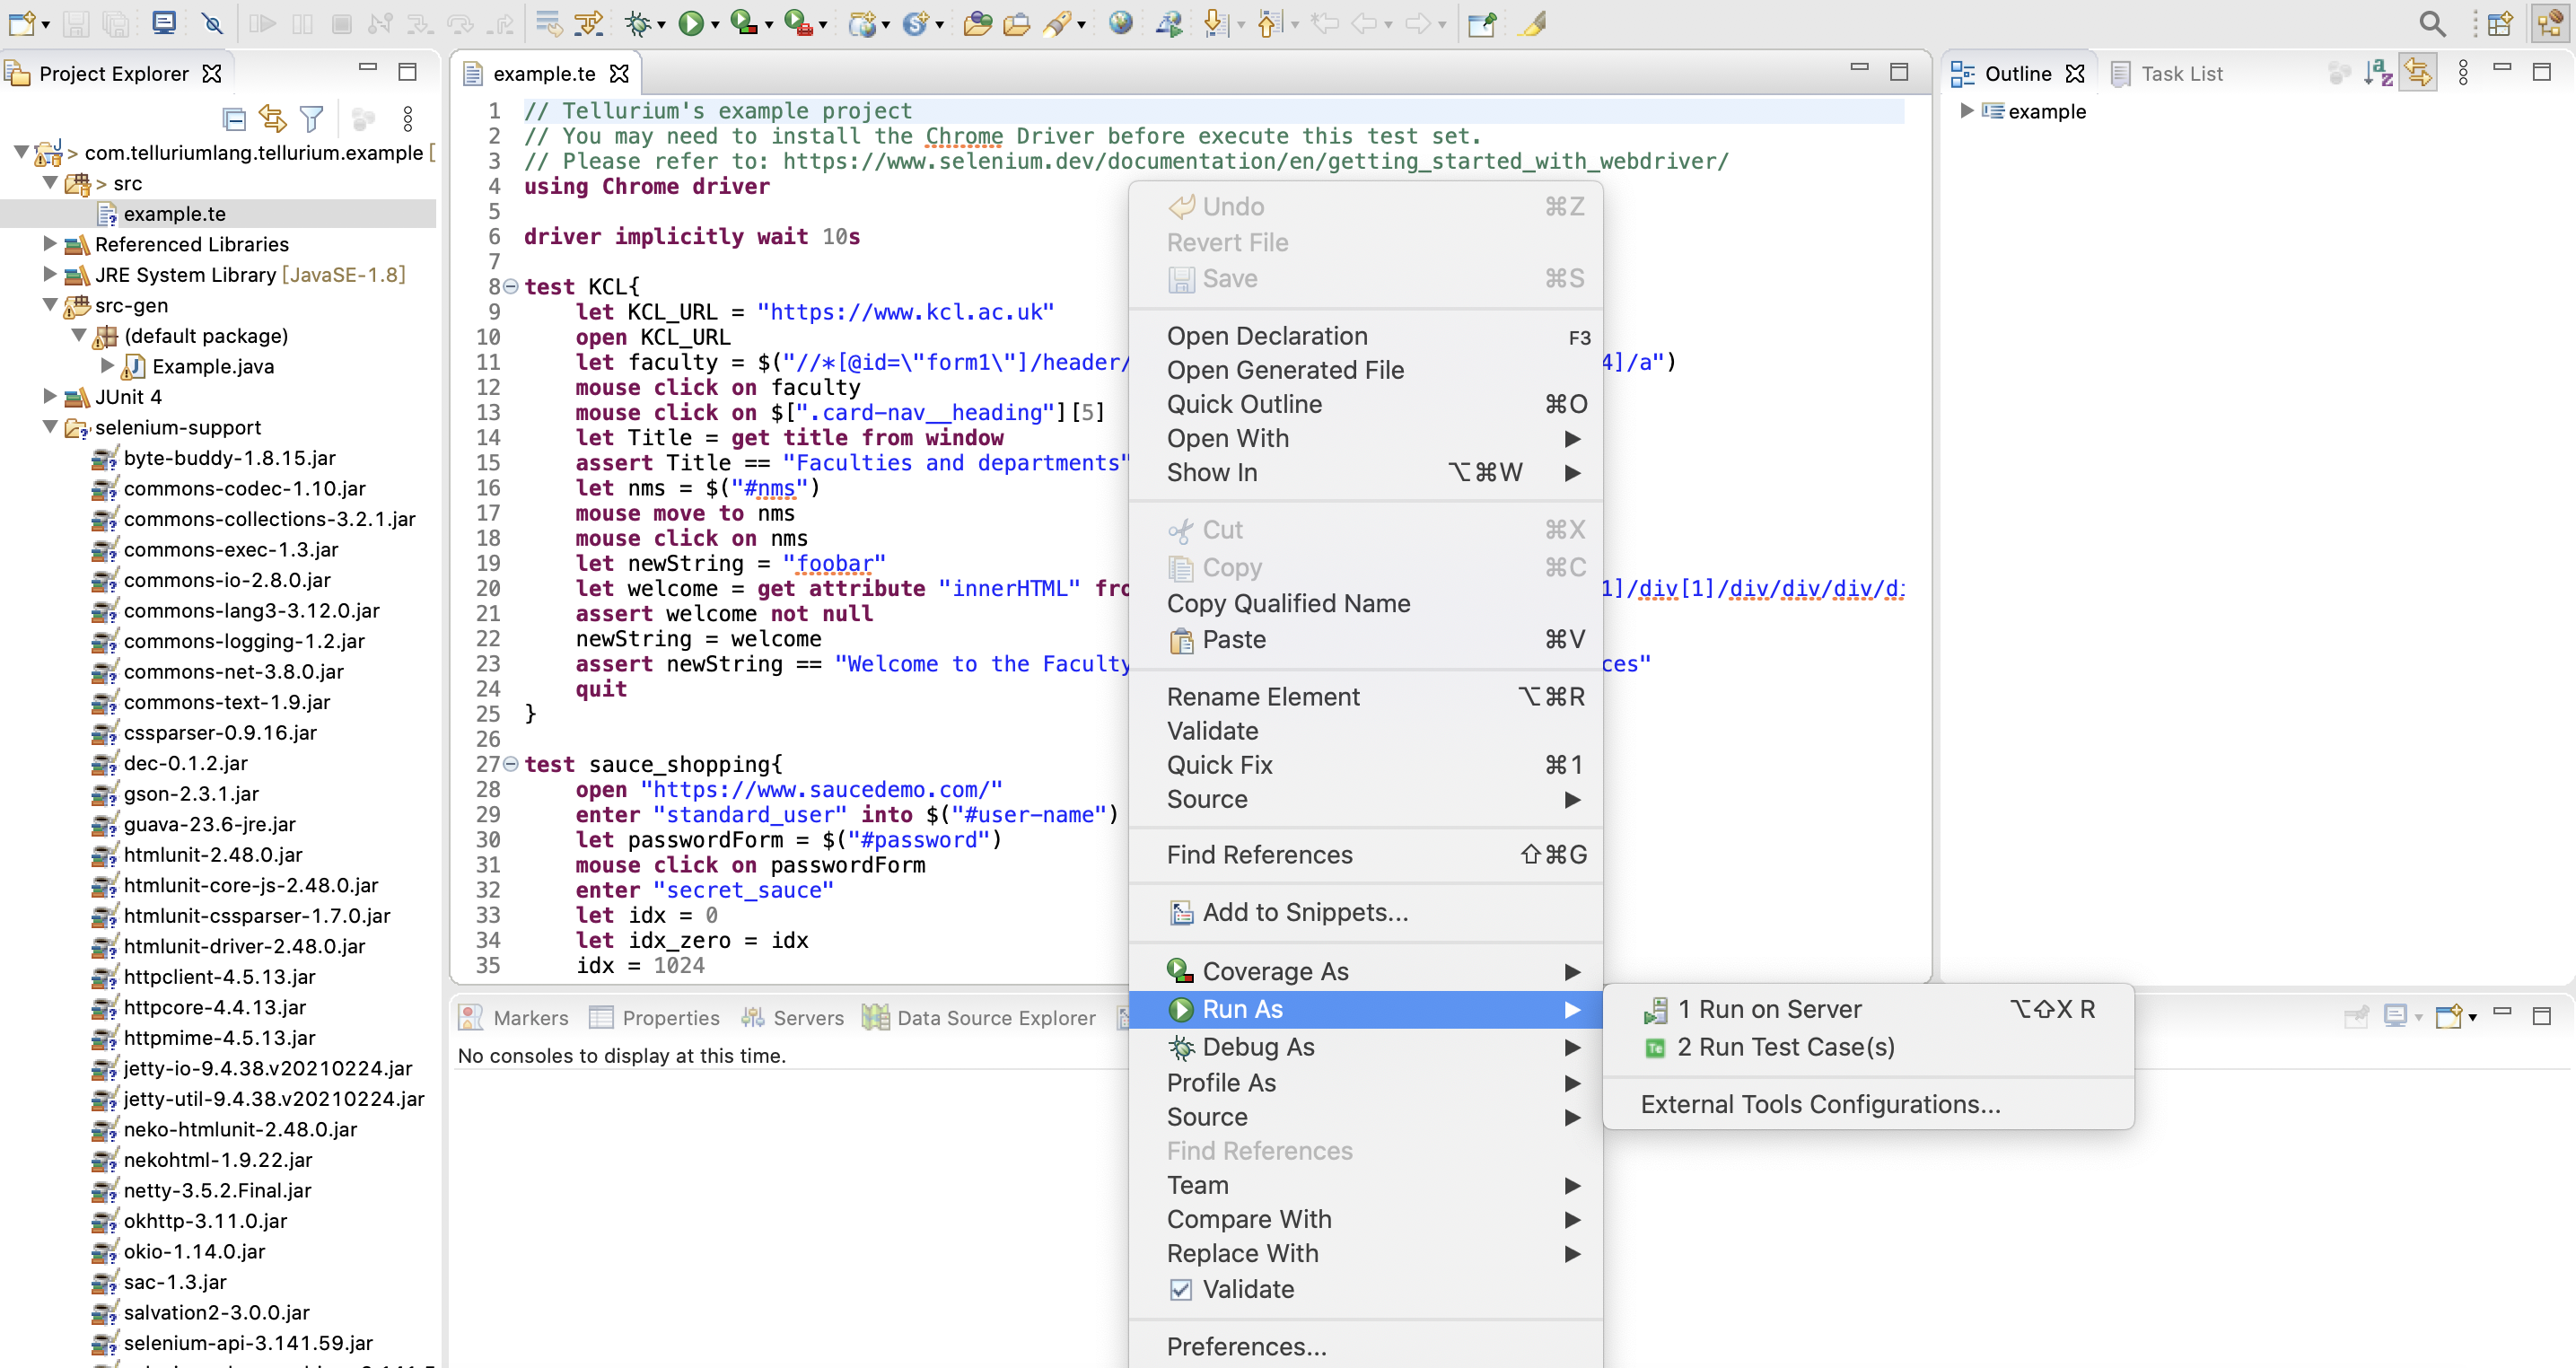 Project Explorer
> com.telluriumlang.tellurium.example [
> src
example.te
Referenced Libraries
JRE System Library [JavaSE-1.8]
src-gen
(default package)
Example.java
JUnit 4
selenium-support
byte-buddy-1.8.15.jar
commons-codec-1.10.jar
commons-collections-3.2.1.jar
commons-exec-1.3.jar
commons-io-2.8.0.jar
commons-lang3-3.12.0.jar
commons-logging-1.2.jar
commons-net-3.8.0.jar
commons-text-1.9.jar
cssparser-0.9.16.jar
dec-0.1.2.jar
gson-2.3.1.jar
guava-23.6-jre.jar
htmlunit-2.48.0.jar
htmlunit-core-js-2.48.0.jar
htmlunit-cssparser-1.7.0.jar
htmlunit-driver-2.48.0.jar
httpclient-4.5.13.jar
httpcore-4.4.13.jar
httpmime-4.5.13.jar
jetty-io-9.4.38.v20210224.jar
jetty-util-9.4.38.v20210224.jar
neko-htmlunit-2.48.0.jar
nekohtml-1.9.22.jar
netty-3.5.2.Final.jar
okhttp-3.11.0.jar
okio-1.14.0.jar
sac-1.3.jar
salvation2-3.0.0.jar
selenium-api-3.141.59.jar
example.te
1 // Tellurium's example project
2 // You may need to install the Chrome Driver before execute this test set.
3 // Please refer to: https://www.selenium.dev/documentation/en/getting_started_with_webdriver/
4 using Chrome driver
5
6 driver implicitly wait 10s
7
8 test KCL{
9 let KCL_URL = "https://www.kcl.ac.uk"
10 open KCL_URL
11 let faculty = $("//*[@id=\"form1\"]/header/ 4]/a")
12 mouse click on faculty
13 mouse click on $[".card-nav__heading"][5]
14 let Title = get title from window
15 assert Title == "Faculties and departments"
16 let nms = $("#nms")
17 mouse move to nms
18 mouse click on nms
19 let newString = "foobar"
20 let welcome = get attribute "innerHTML" fro 1]/div[1]/div/div/div/di
21 assert welcome not null
22 newString = welcome
23 assert newString == "Welcome to the Faculty ces"
24 quit
25 }
26
27 test sauce_shopping{
28 open "https://www.saucedemo.com/"
29 enter "standard_user" into $("#user-name")
30 let passwordForm = $("#password")
31 mouse click on passwordForm
32 enter "secret_sauce"
33 let idx = 0
34 let idx_zero = idx
35 idx = 1024
Undo ⌘Z
Revert File
Save ⌘S
Open Declaration F3
Open Generated File
Quick Outline ⌘O
Open With
Show In ⌥⌘W
Cut ⌘X
Copy ⌘C
Copy Qualified Name
Paste ⌘V
Rename Element ⌥⌘R
Validate
Quick Fix ⌘1
Source
Find References ⇧⌘G
Add to Snippets...
Coverage As
Run As
Debug As
Profile As
Source
Find References
Team
Compare With
Replace With
Validate
Preferences...
1 Run on Server ⌥⇧X R
Te 2 Run Test Case(s)
External Tools Configurations...
Markers Properties Servers Data Source Explorer
No consoles to display at this time.
Outline Task List
example